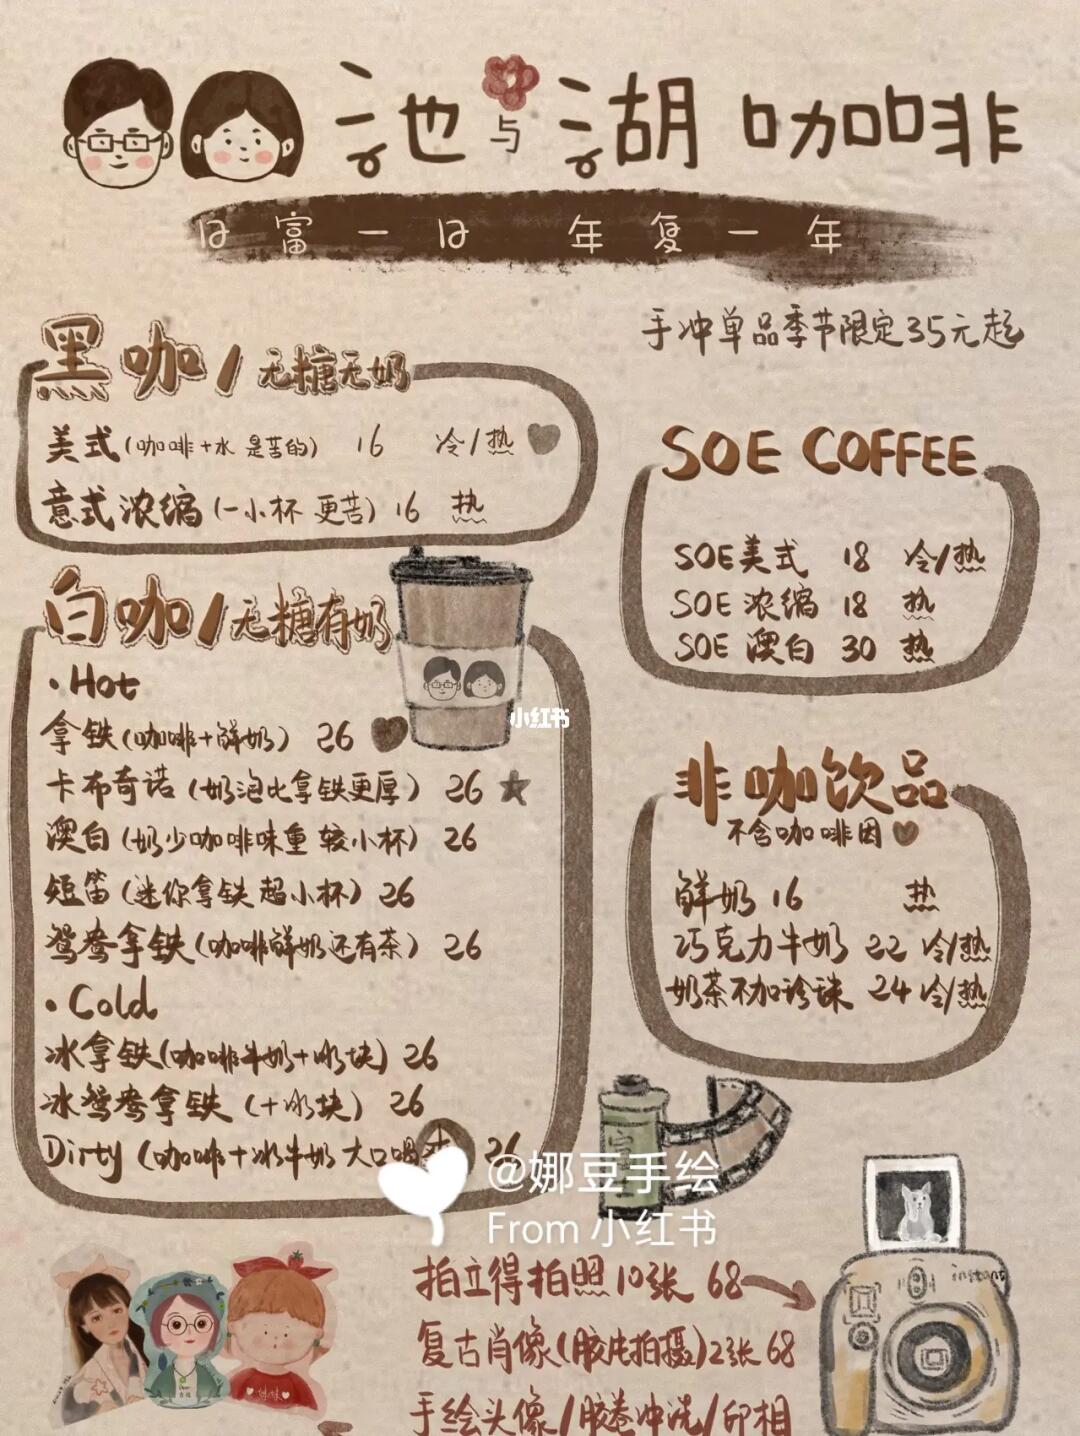 池与湖 咖啡
日富一日 年复一年
手冲单品季节限定35元起
黑咖/无糖无奶
美式(咖啡+水 是苦的) 16 冷/热
意式浓缩(一小杯 更苦) 16 热
白咖/无糖有奶
·Hot
拿铁(咖啡+鲜奶) 26
卡布奇诺(奶泡比拿铁更厚) 26
澳白(奶少咖啡味重 较小杯) 26
短笛(迷你拿铁 超小杯) 26
鸳鸯拿铁(咖啡鲜奶还有茶) 26
·Cold
冰拿铁(咖啡牛奶+冰块) 26
冰鸳鸯拿铁 (+冰块) 26
Dirty (咖啡+冰牛奶 大口喝 26
小红书
SOE COFFEE
SOE美式 18 冷/热
SOE 浓缩 18 热
SOE 澳白 30 热
非咖饮品
不含咖啡因
鲜奶 16 热
巧克力牛奶 22 冷/热
奶茶不加珍珠 24 冷/热
@娜豆手绘
From 小红书
拍立得拍照10张 68
instant
复古肖像(胶片拍摄)2张 68
手绘头像/胶卷冲洗/印相